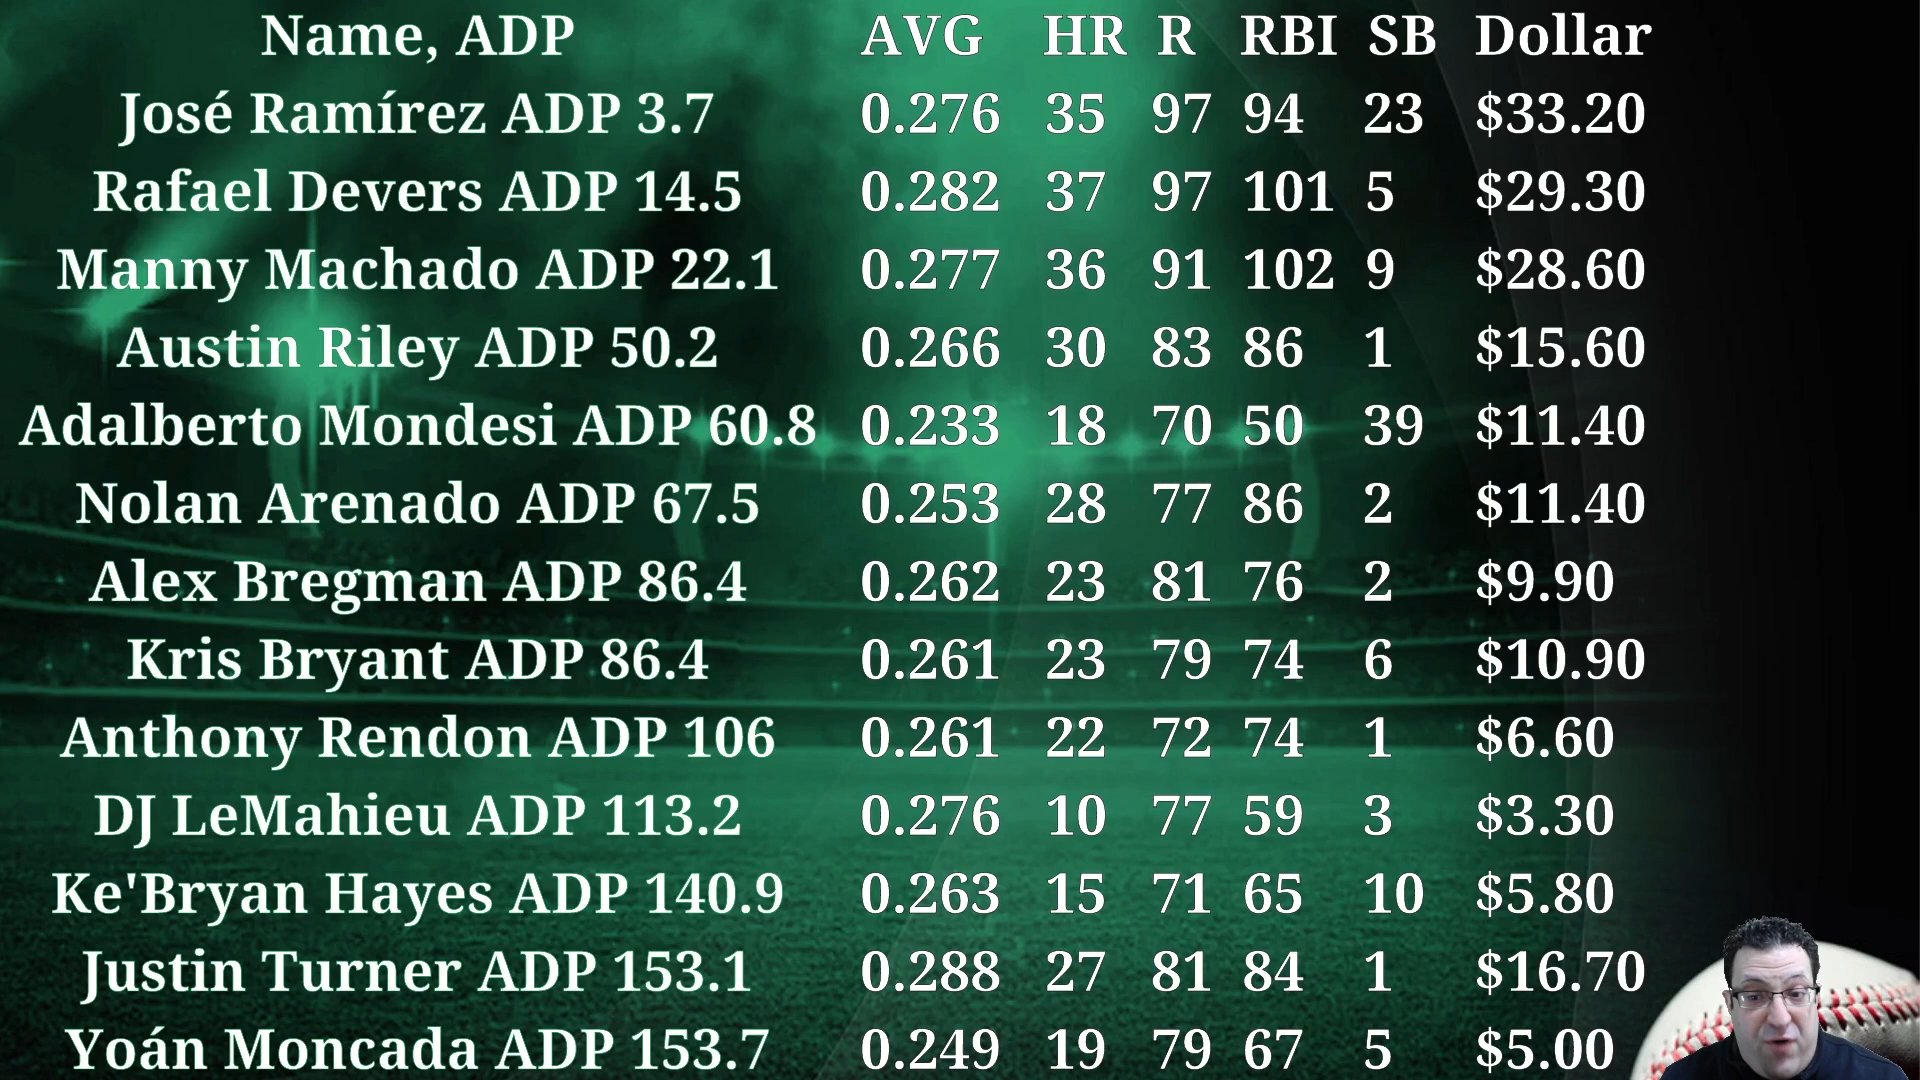 Name, ADP AVG HR R RBI SB Dollar
José Ramírez ADP 3.7 0.276 35 97 94 23 $33.20
Rafael Devers ADP 14.5 0.282 37 97 101 5 $29.30
Manny Machado ADP 22.1 0.277 36 91 102 9 $28.60
Austin Riley ADP 50.2 0.266 30 83 86 1 $15.60
Adalberto Mondesi ADP 60.8 0.233 18 70 50 39 $11.40
Nolan Arenado ADP 67.5 0.253 28 77 86 2 $11.40
Alex Bregman ADP 86.4 0.262 23 81 76 2 $9.90
Kris Bryant ADP 86.4 0.261 23 79 74 6 $10.90
Anthony Rendon ADP 106 0.261 22 72 74 1 $6.60
DJ LeMahieu ADP 113.2 0.276 10 77 59 3 $3.30
Ke'Bryan Hayes ADP 140.9 0.263 15 71 65 10 $5.80
Justin Turner ADP 153.1 0.288 27 81 84 1 $16.70
Yoán Moncada ADP 153.7 0.249 19 79 67 5 $5.00